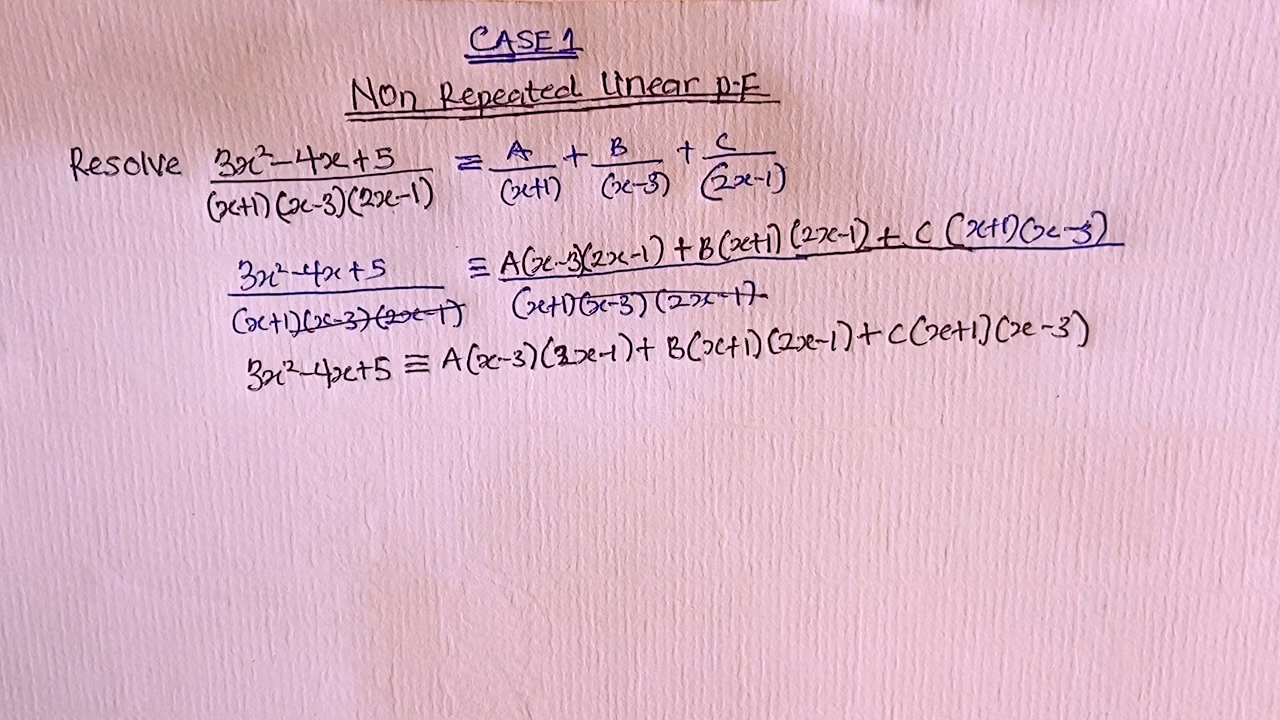 CASE 1
Non Repeated Linear P.F
Resolve (3x²-4x+5)/((x+1)(x-3)(2x-1)) ≡ A/(x+1) + B/(x-3) + C/(2x-1)
(3x²-4x+5)/((x+1)(x-3)(2x-1)) ≡ (A(x-3)(2x-1) + B(x+1)(2x-1) + C(x+1)(x-3))/((x+1)(x-3)(2x-1))
3x²-4x+5 ≡ A(x-3)(2x-1) + B(x+1)(2x-1) + C(x+1)(x-3)